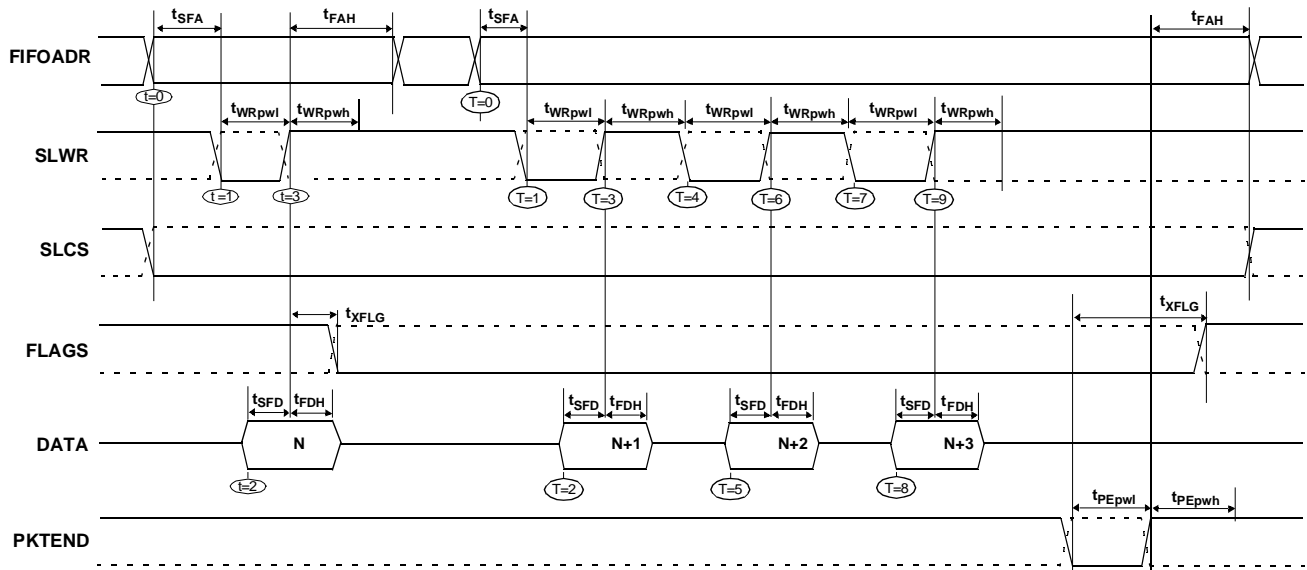 tSFA tFAH tSFA tFAH
FIFOADR
t=0 T=0
tWRpwl tWRpwh tWRpwl tWRpwh tWRpwl tWRpwh tWRpwl tWRpwh
SLWR
t=1 t=3 T=1 T=3 T=4 T=6 T=7 T=9
SLCS
tXFLG tXFLG
FLAGS
tSFD tFDH tSFD tFDH tSFD tFDH tSFD tFDH
DATA N N+1 N+2 N+3
t=2 T=2 T=5 T=8
tPEpwl tPEpwh
PKTEND